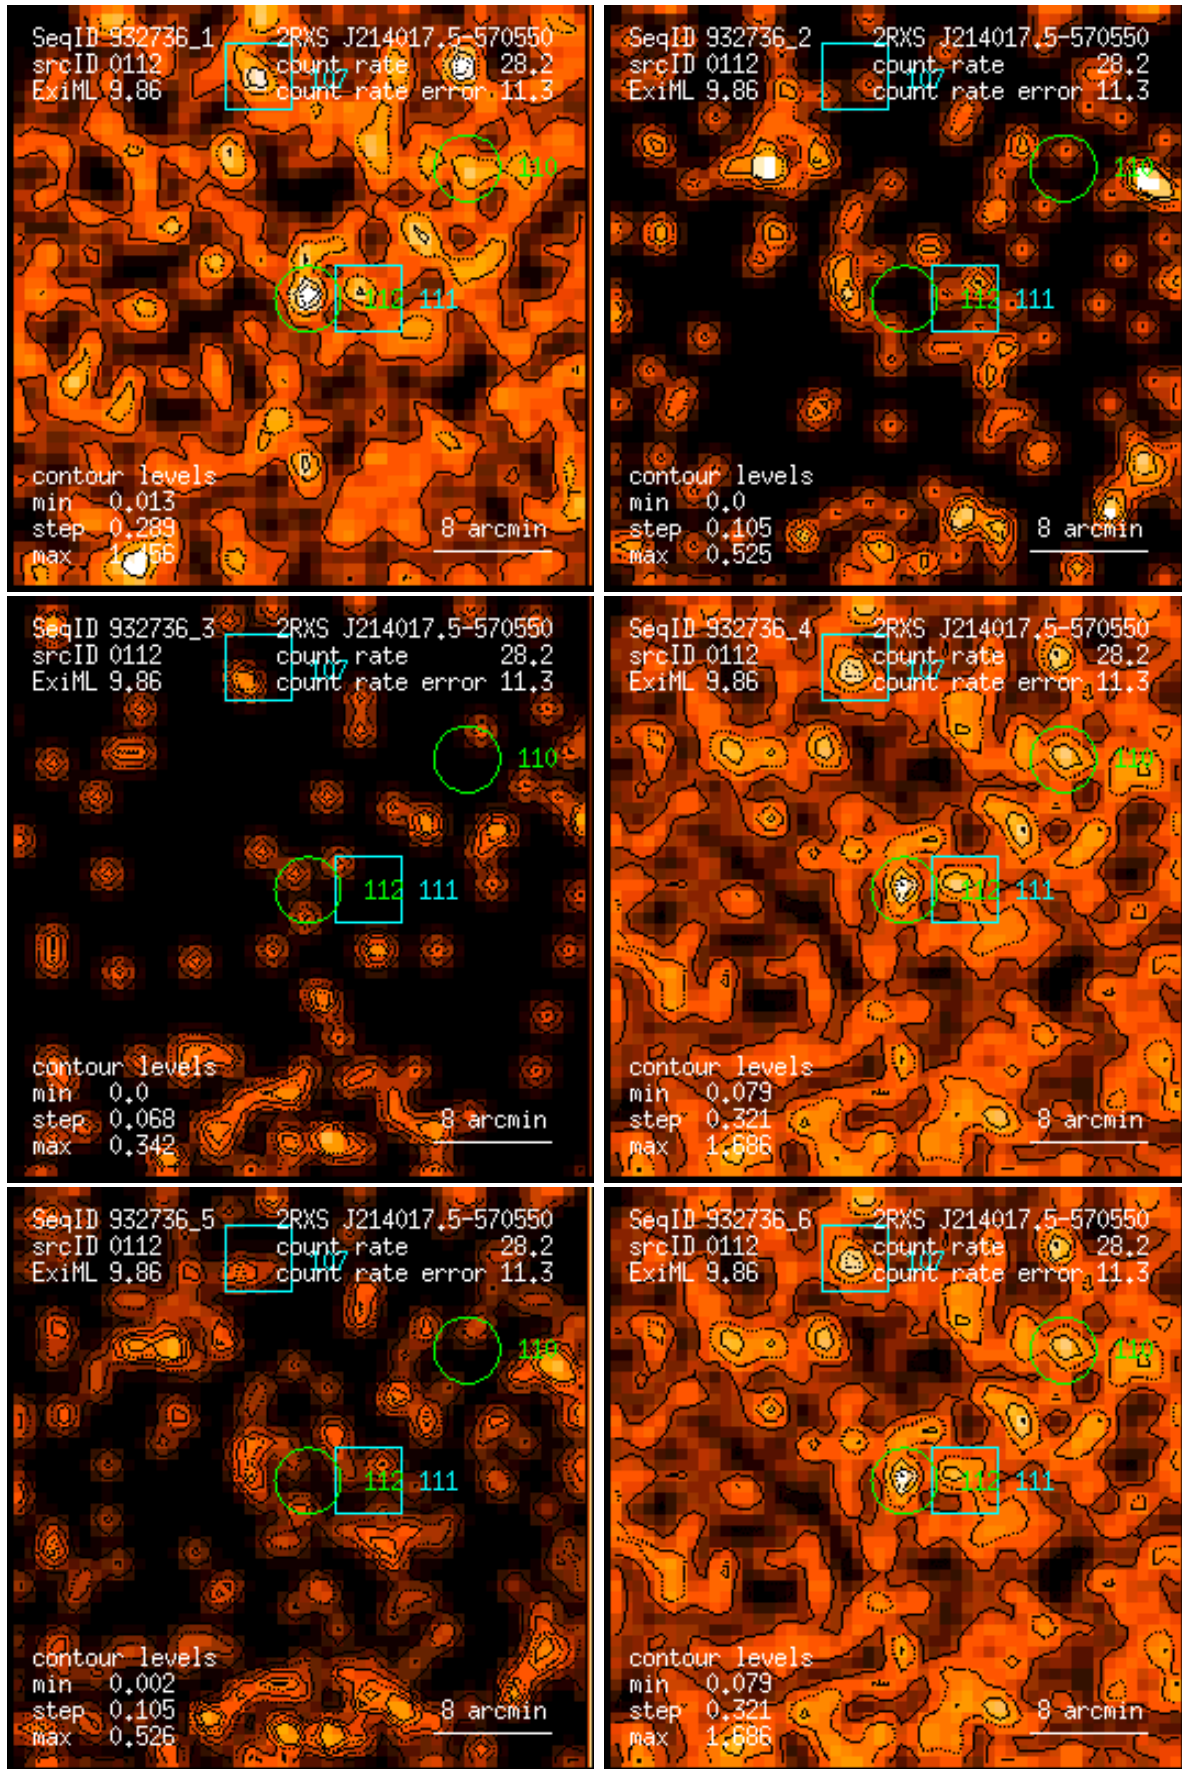 SeqID 932736_1 2RXS J214017.5-570550
srcID 0112 count rate 28.2
ExiML 9.86 count rate error 11.3
107
110
112 111
contour levels
min 0.013
step 0.289
max 1.456
8 arcmin
SeqID 932736_2 2RXS J214017.5-570550
srcID 0112 count rate 28.2
ExiML 9.86 count rate error 11.3
107
110
112 111
contour levels
min 0.0
step 0.105
max 0.525
8 arcmin
SeqID 932736_3 2RXS J214017.5-570550
srcID 0112 count rate 28.2
ExiML 9.86 count rate error 11.3
107
110
112 111
contour levels
min 0.0
step 0.068
max 0.342
8 arcmin
SeqID 932736_4 2RXS J214017.5-570550
srcID 0112 count rate 28.2
ExiML 9.86 count rate error 11.3
107
110
112 111
contour levels
min 0.079
step 0.321
max 1.686
8 arcmin
SeqID 932736_5 2RXS J214017.5-570550
srcID 0112 count rate 28.2
ExiML 9.86 count rate error 11.3
107
110
112 111
contour levels
min 0.002
step 0.105
max 0.526
8 arcmin
SeqID 932736_6 2RXS J214017.5-570550
srcID 0112 count rate 28.2
ExiML 9.86 count rate error 11.3
107
110
112 111
contour levels
min 0.079
step 0.321
max 1.686
8 arcmin